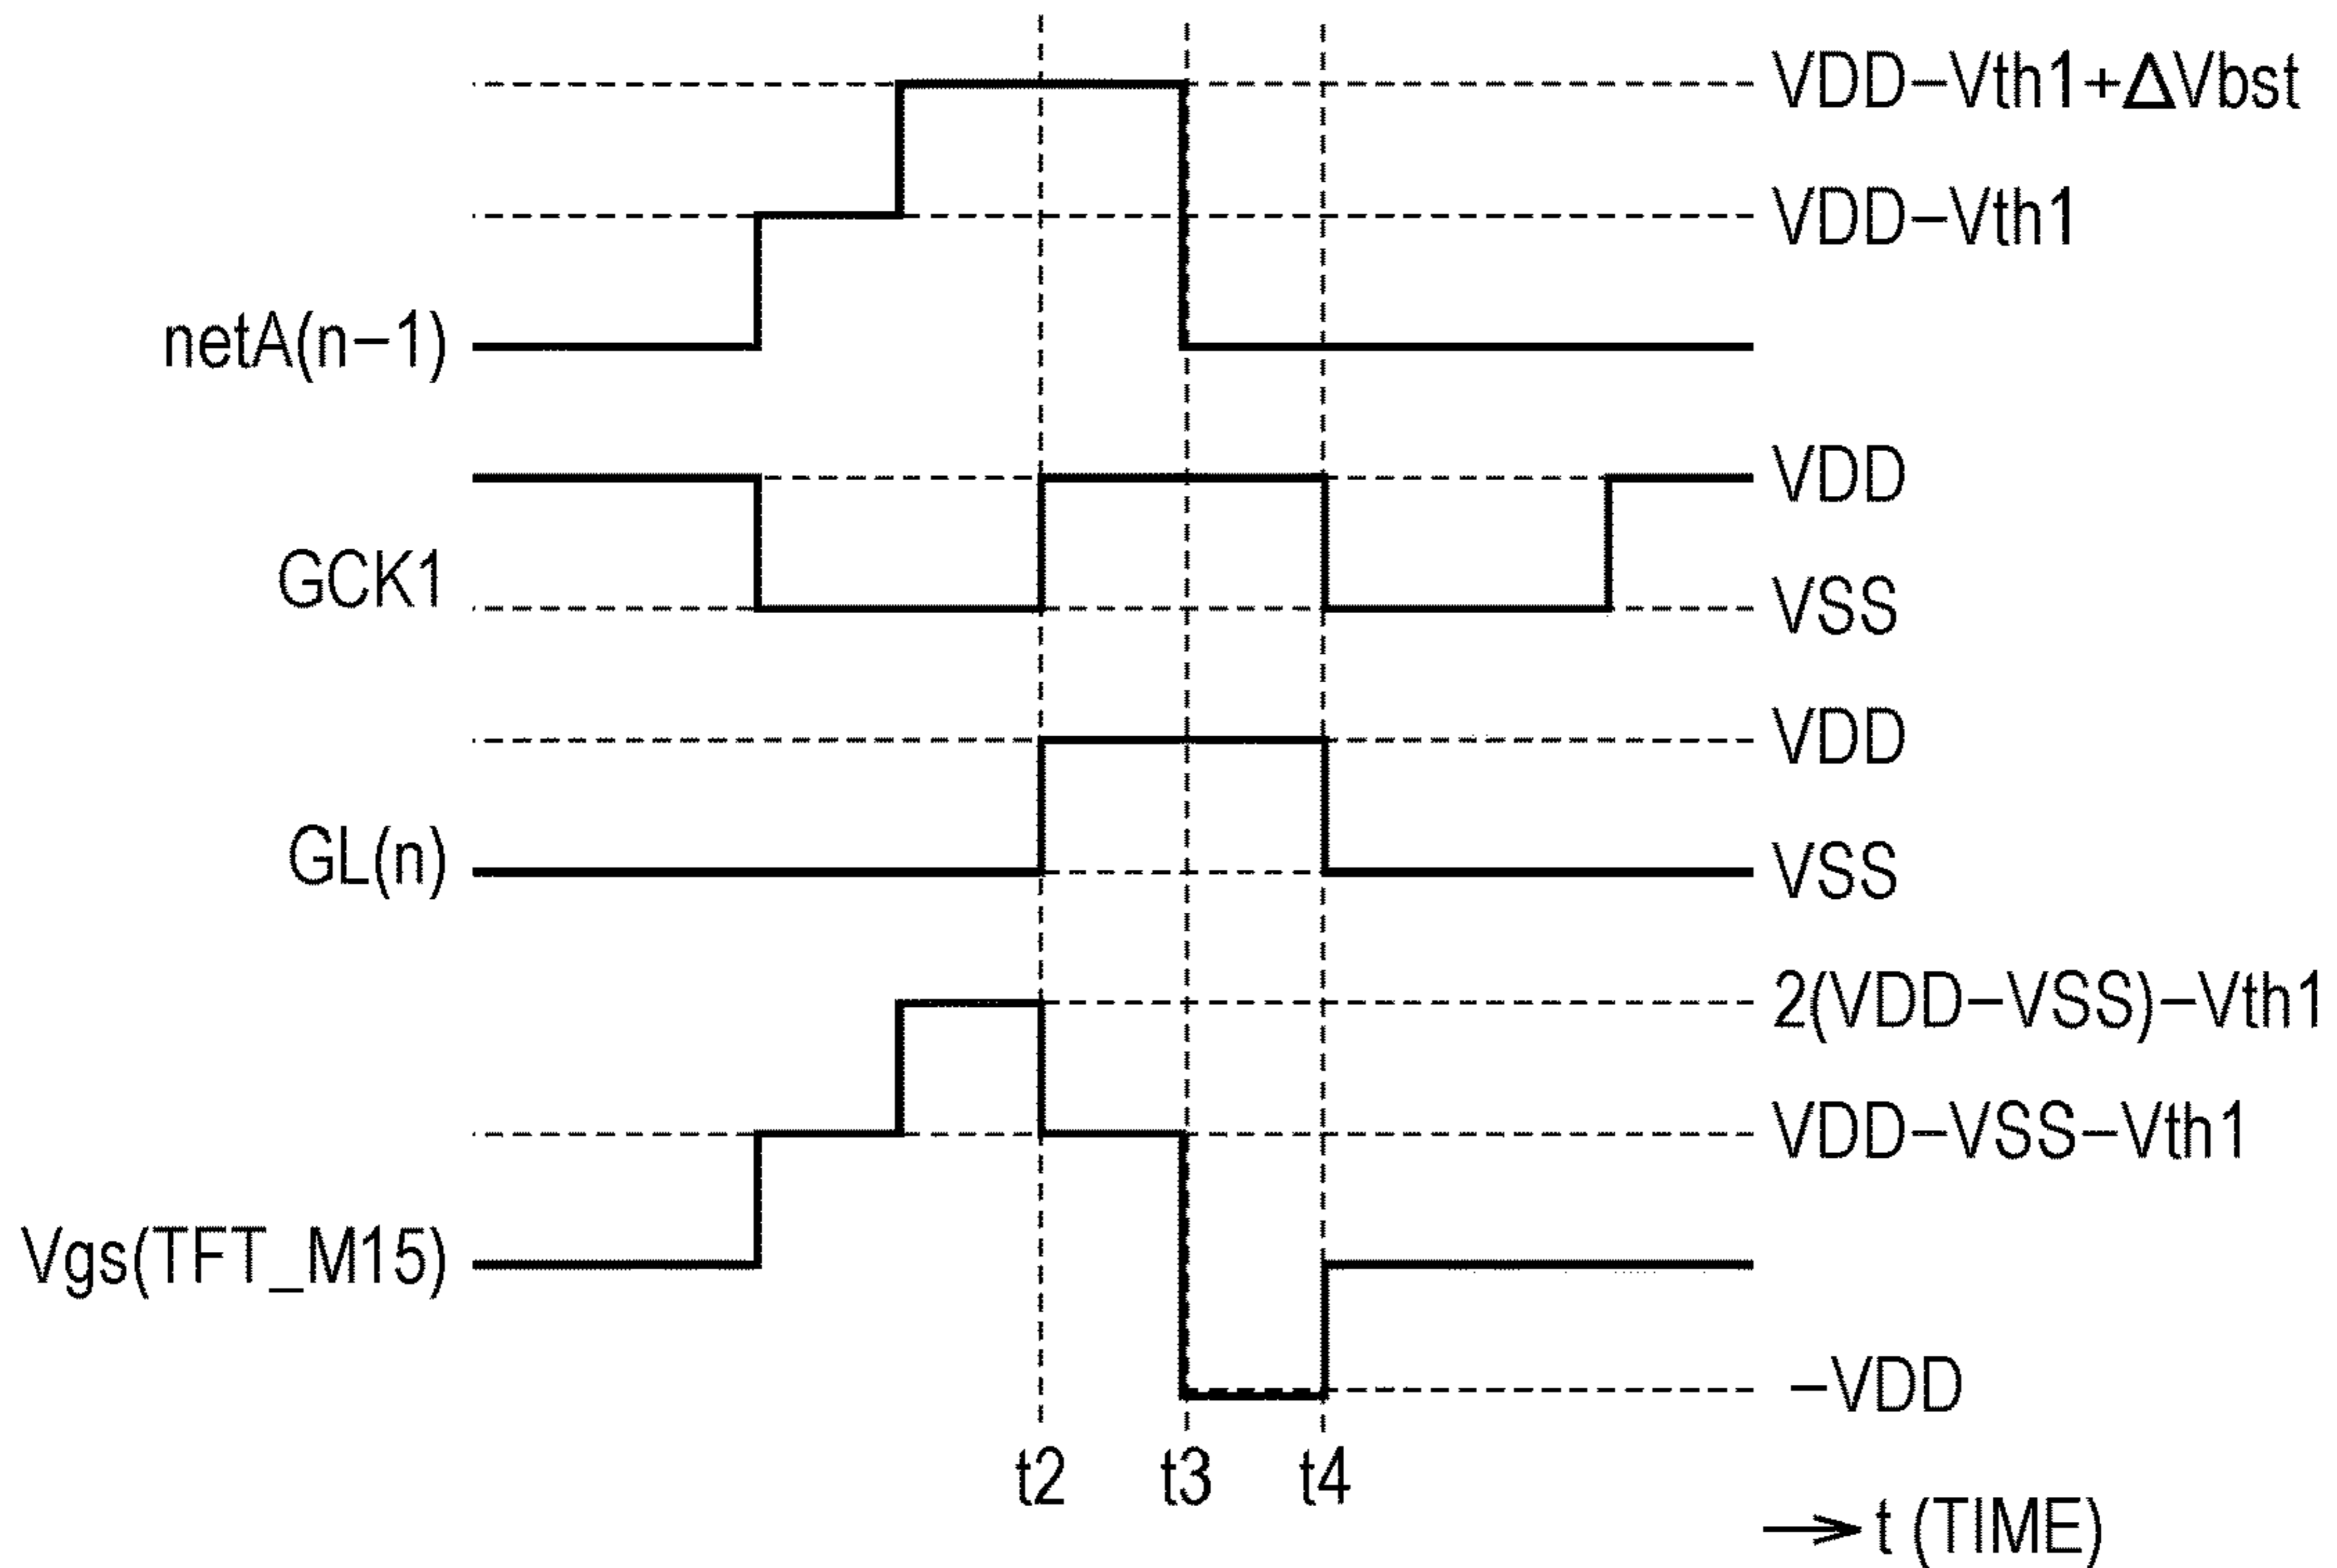 VDD−Vth1+ΔVbst
VDD−Vth1
netA(n−1)
VDD
GCK1
VSS
VDD
GL(n)
VSS
2(VDD−VSS)−Vth1
VDD−VSS−Vth1
Vgs(TFT_M15)
−VDD
t2 t3 t4
t (TIME)